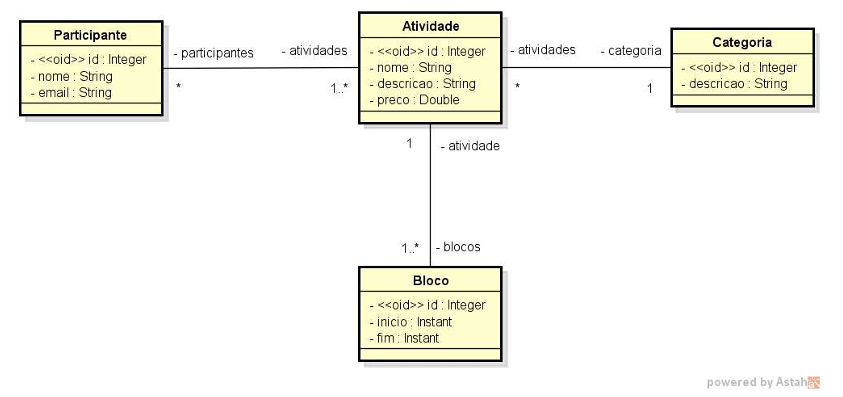 Participante
- <<oid>> id : Integer
- nome : String
- email : String
- participantes
*
- atividades
1..*
Atividade
- <<oid>> id : Integer
- nome : String
- descricao : String
- preco : Double
- atividades
*
- categoria
1
Categoria
- <<oid>> id : Integer
- descricao : String
1
- atividade
1..*
- blocos
Bloco
- <<oid>> id : Integer
- inicio : Instant
- fim : Instant
powered by Astah